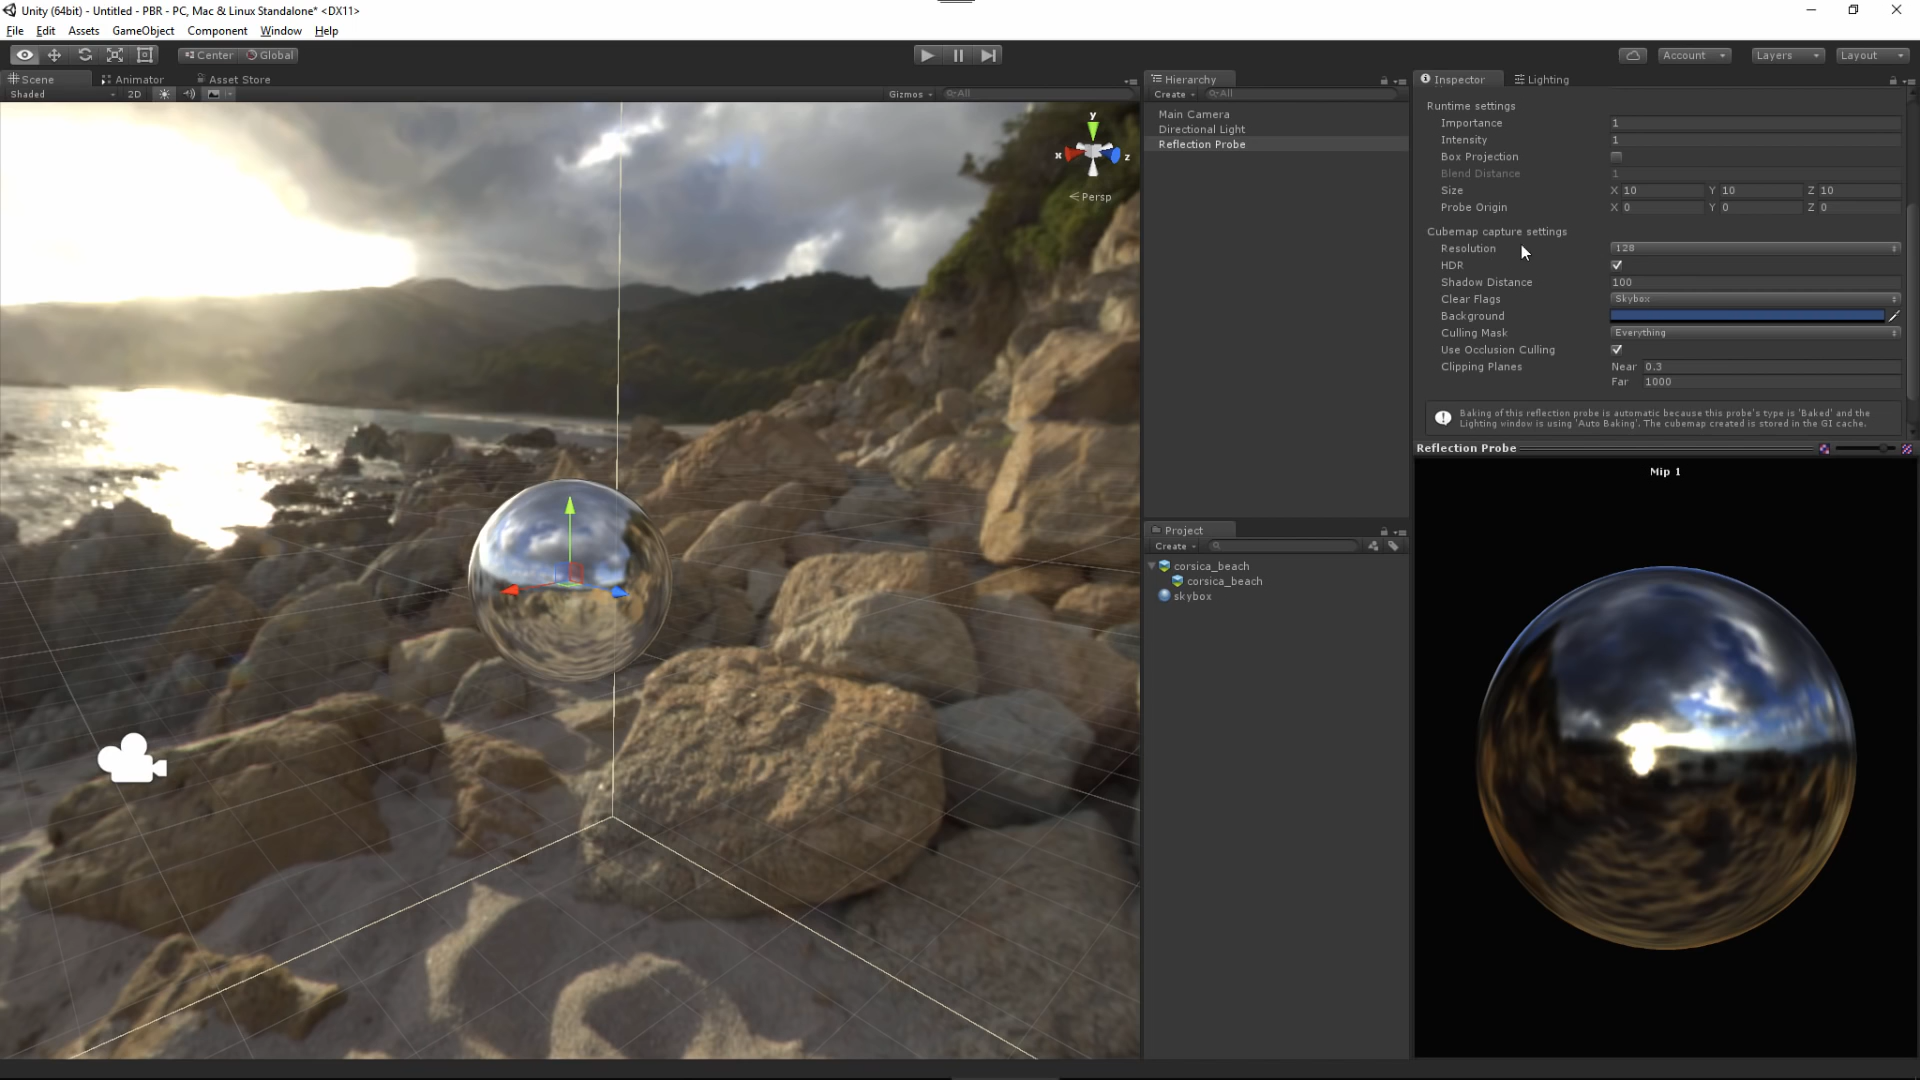 Unity (64bit) - Untitled - PBR - PC, Mac & Linux Standalone* <DX11>
File Edit Assets GameObject Component Window Help
Center Global Account Layers Layout
Scene Animator Asset Store
Shaded 2D Gizmos All
y
x z
Persp
Hierarchy
Create All
Main Camera
Directional Light
Reflection Probe
Project
Create
corsica_beach
corsica_beach
skybox
Inspector Lighting
Runtime settings
Importance 1
Intensity 1
Box Projection
Blend Distance 1
Size X 10 Y 10 Z 10
Probe Origin X 0 Y 0 Z 0
Cubemap capture settings
Resolution 128
HDR
Shadow Distance 100
Clear Flags Skybox
Background
Culling Mask Everything
Use Occlusion Culling
Clipping Planes Near 0.3
Far 1000
Baking of this reflection probe is automatic because this probe's type is 'Baked' and the
Lighting window is using 'Auto Baking'. The cubemap created is stored in the GI cache.
Reflection Probe
Mip 1